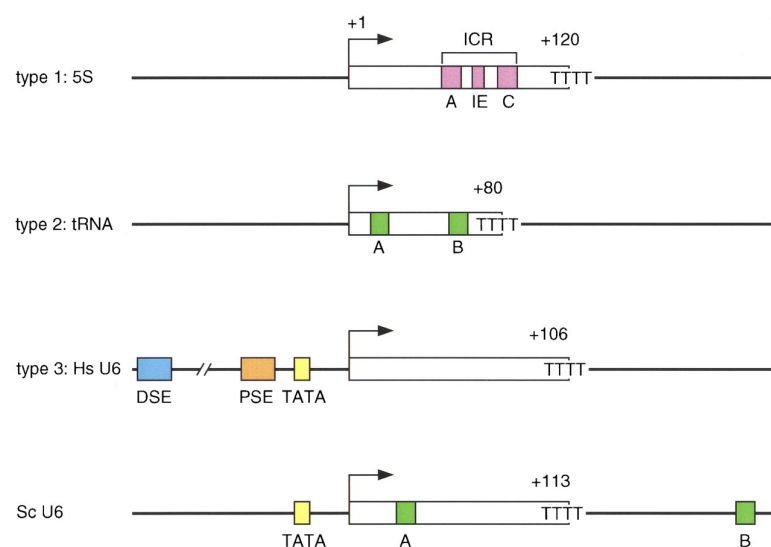 +1
ICR
+120
type 1: 5S
TTTT
A IE C
+80
type 2: tRNA
TTTT
A B
+106
type 3: Hs U6
TTTT
DSE PSE TATA
+113
Sc U6
TTTT
TATA A B